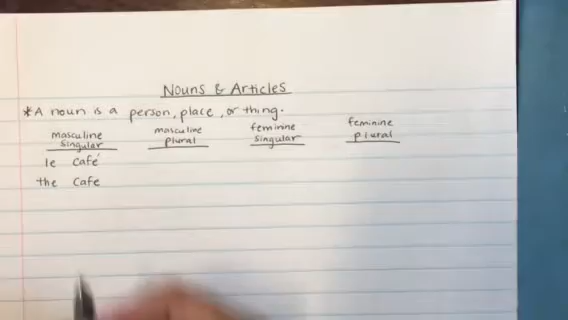 Nouns & Articles
*A noun is a person, place, or thing.
masculine singular masculine plural feminine singular feminine plural
le café
the cafe